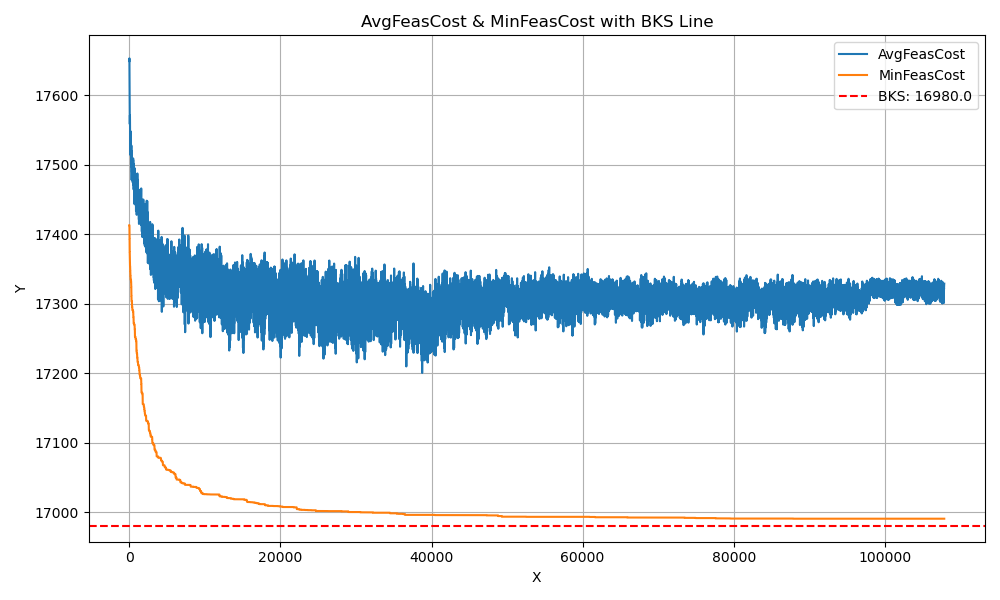 AvgFeasCost & MinFeasCost with BKS Line
AvgFeasCost
MinFeasCost
BKS: 16980.0
17600
17500
17400
17300
17200
17100
17000
Y
0 20000 40000 60000 80000 100000
X